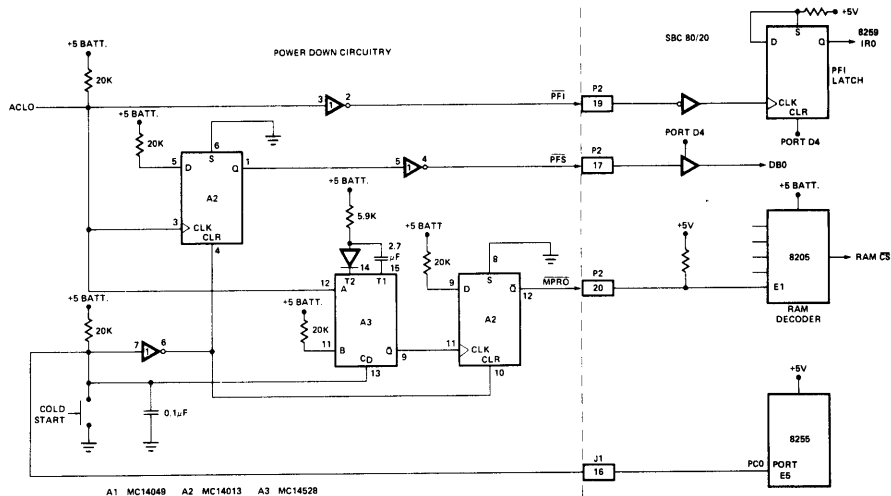 POWER DOWN CIRCUITRY
SBC 80/20
+5 BATT.
20K
ACLO
3
1
2
PFI
P2
19
+5V
S
D
Q
CLK
CLR
8259
IR0
PFI
LATCH
PORT D4
+5 BATT.
20K
6
S
5
D
Q
1
A2
3
CLK
CLR
4
5
1
4
PFS
P2
17
PORT D4
DB0
+5 BATT.
5.9K
2.7
μF
14
15
T2
T1
12
A
A3
+5 BATT.
20K
11
B
Q
9
CD
13
+5 BATT
20K
8
S
9
D
Q
12
A2
11
CLK
CLR
10
MPRO
P2
20
+5V
+5 BATT.
8205
E1
RAM CS
RAM
DECODER
+5 BATT.
20K
7
1
6
COLD
START
0.1μF
J1
16
+5V
8255
PC0
PORT
E5
A1 MC14049 A2 MC14013 A3 MC14528